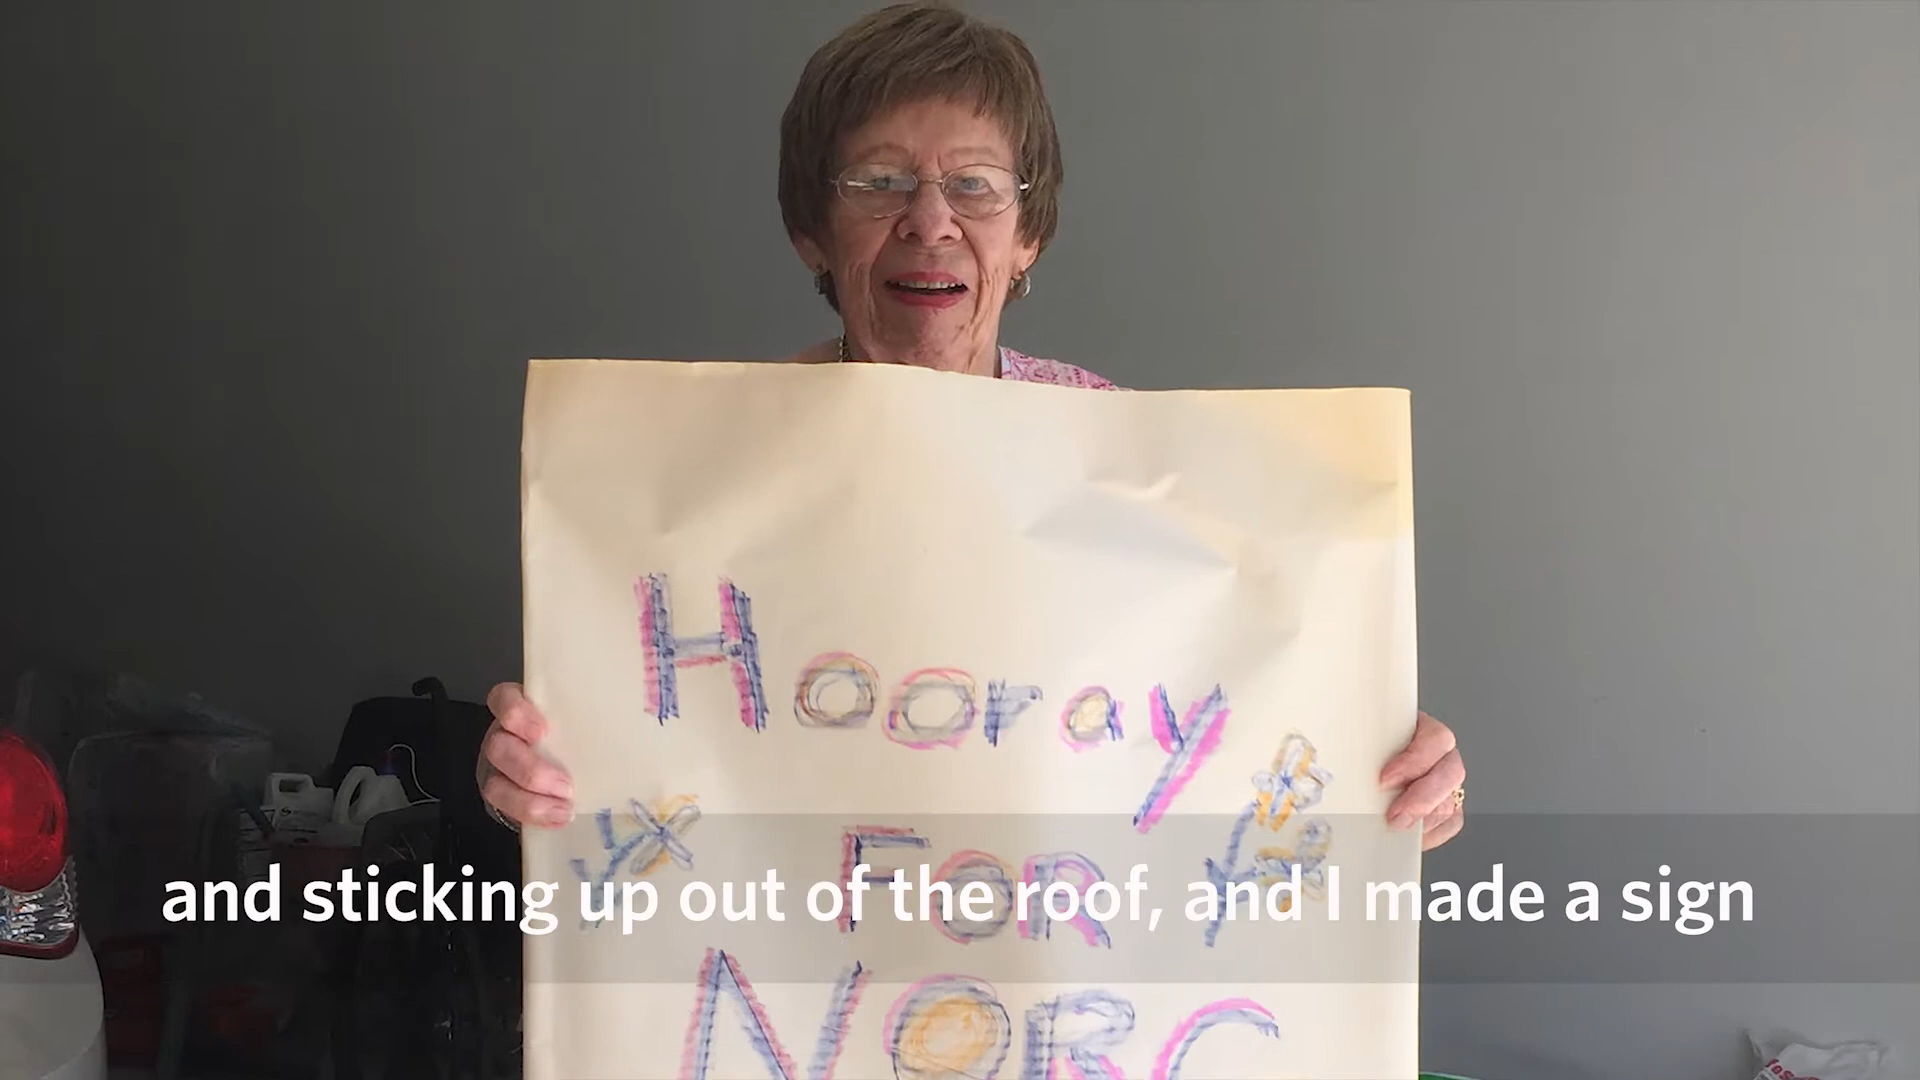 Hooray
FOR
NORC
and sticking up out of the roof, and I made a sign